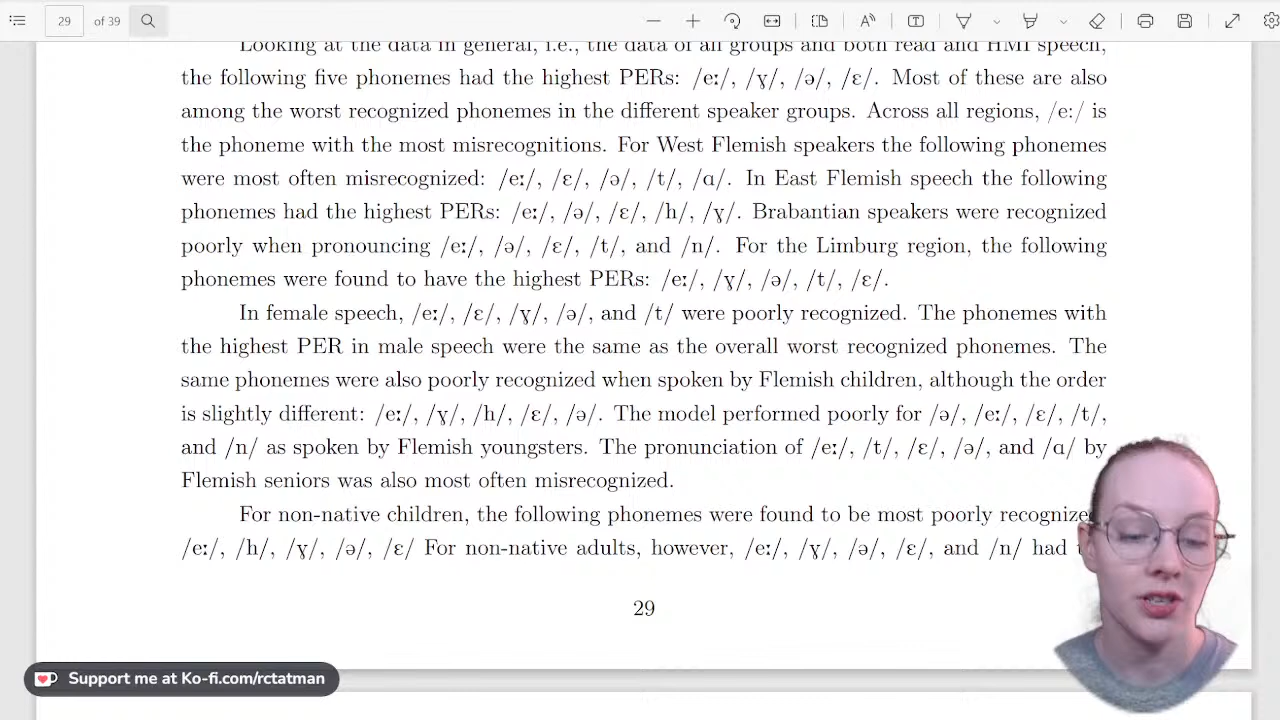 29 of 39
Looking at the data in general, i.e., the data of all groups and both read and HMI speech,
the following five phonemes had the highest PERs: /eː/, /ɣ/, /ə/, /ɛ/. Most of these are also
among the worst recognized phonemes in the different speaker groups. Across all regions, /e:/ is
the phoneme with the most misrecognitions. For West Flemish speakers the following phonemes
were most often misrecognized: /eː/, /ɛ/, /ə/, /t/, /ɑ/. In East Flemish speech the following
phonemes had the highest PERs: /eː/, /ə/, /ɛ/, /h/, /ɣ/. Brabantian speakers were recognized
poorly when pronouncing /eː/, /ə/, /ɛ/, /t/, and /n/. For the Limburg region, the following
phonemes were found to have the highest PERs: /eː/, /ɣ/, /ə/, /t/, /ɛ/.
In female speech, /eː/, /ɛ/, /ɣ/, /ə/, and /t/ were poorly recognized. The phonemes with
the highest PER in male speech were the same as the overall worst recognized phonemes. The
same phonemes were also poorly recognized when spoken by Flemish children, although the order
is slightly different: /eː/, /ɣ/, /h/, /ɛ/, /ə/. The model performed poorly for /ə/, /eː/, /ɛ/, /t/,
and /n/ as spoken by Flemish youngsters. The pronunciation of /eː/, /t/, /ɛ/, /ə/, and /ɑ/ by
Flemish seniors was also most often misrecognized.
For non-native children, the following phonemes were found to be most poorly
/eː/, /h/, /ɣ/, /ə/, /ɛ/ For non-native adults, however, /eː/, /ɣ/, /ə/, /ɛ/, and /n/ had
29
Support me at Ko-fi.com/rctatman